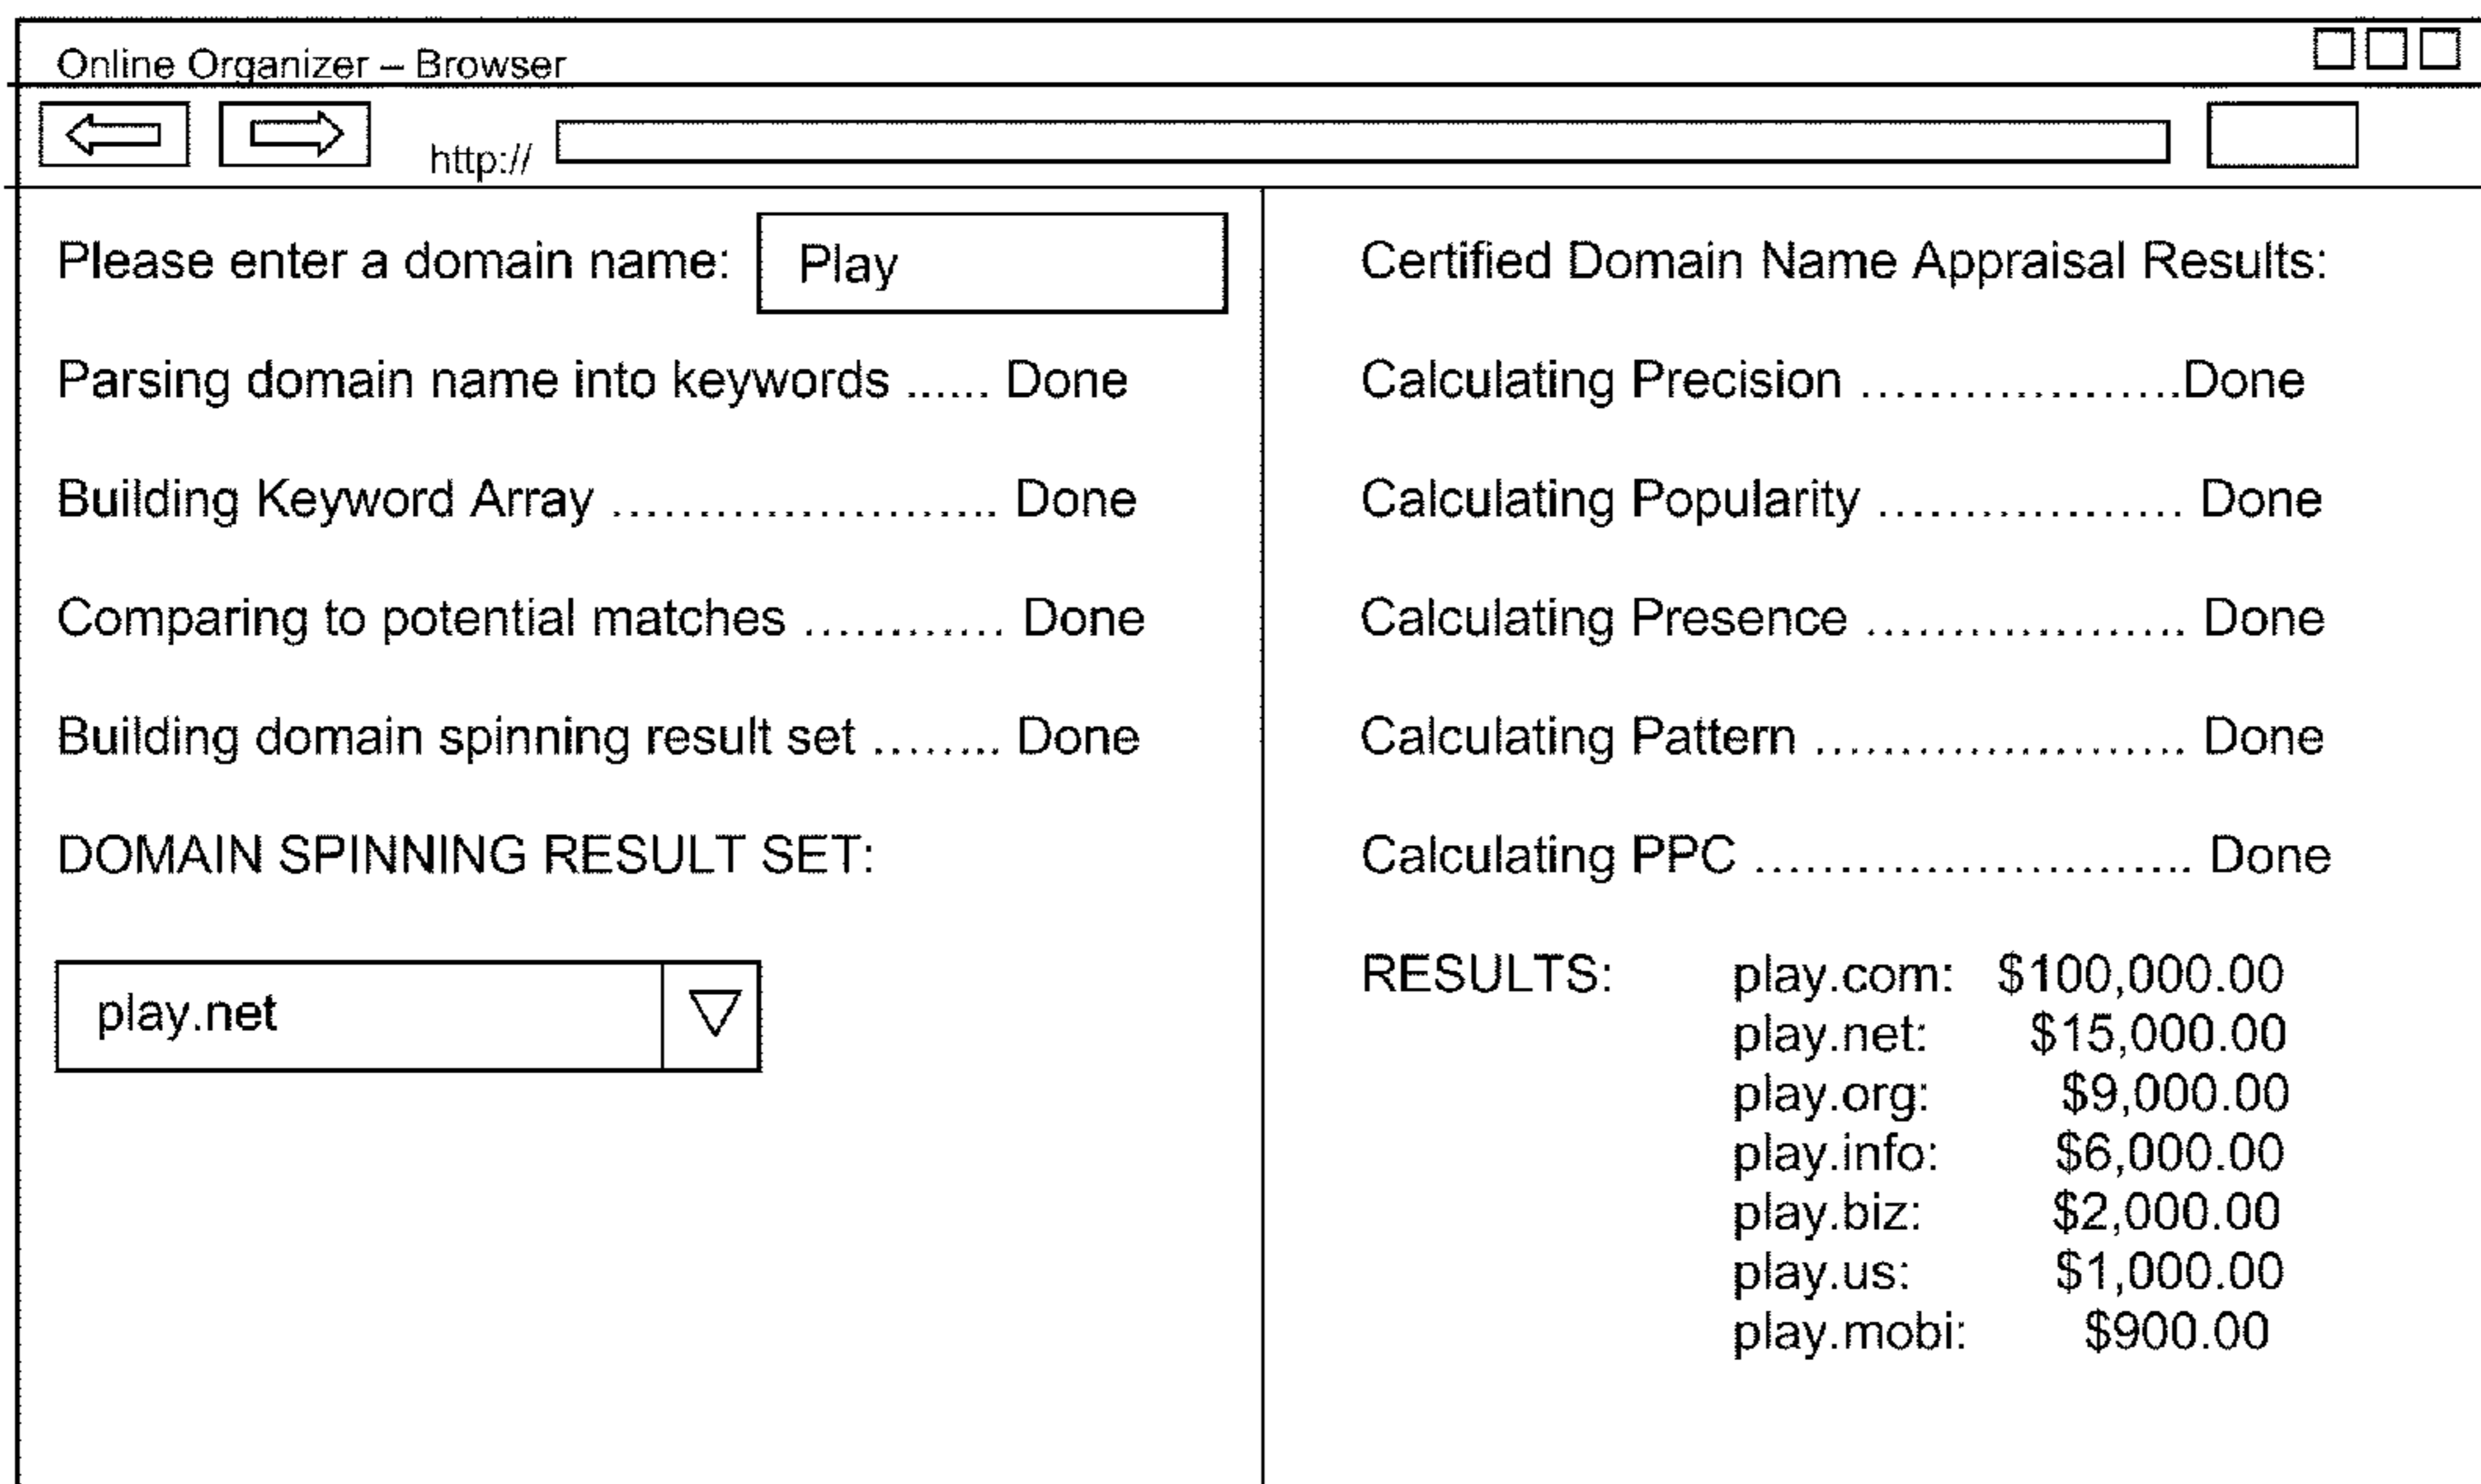 Online Organizer – Browser
http://
Please enter a domain name: Play
Parsing domain name into keywords ...... Done
Building Keyword Array ........................... Done
Comparing to potential matches .............. Done
Building domain spinning result set ......... Done
DOMAIN SPINNING RESULT SET:
play.net
Certified Domain Name Appraisal Results:
Calculating Precision .......................Done
Calculating Popularity ..................... Done
Calculating Presence ...................... Done
Calculating Pattern .......................... Done
Calculating PPC ............................... Done
RESULTS: play.com: $100,000.00
play.net: $15,000.00
play.org: $9,000.00
play.info: $6,000.00
play.biz: $2,000.00
play.us: $1,000.00
play.mobi: $900.00